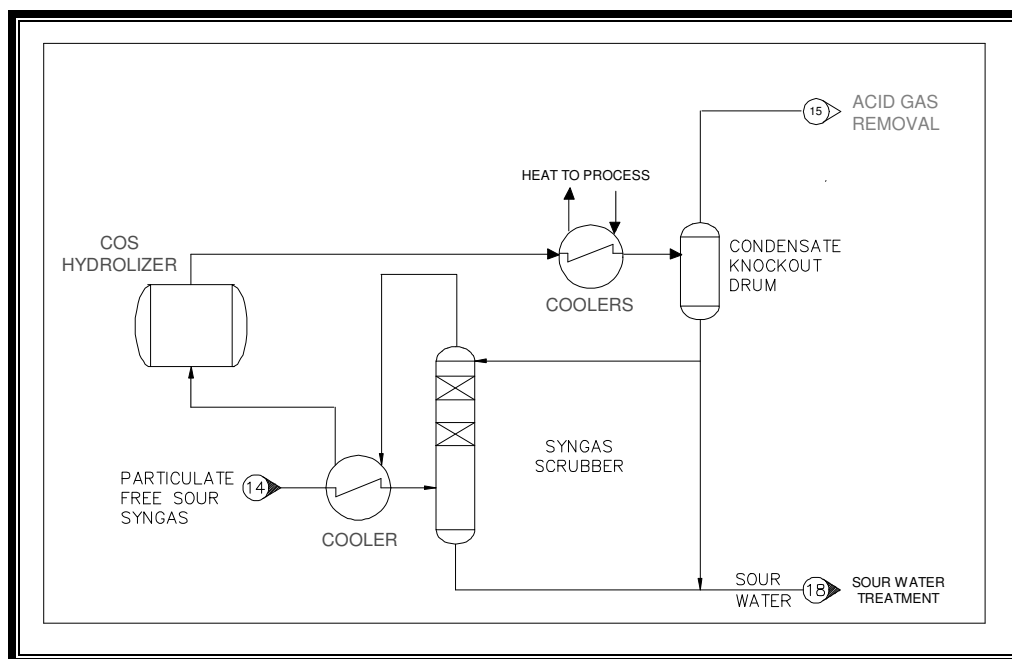 15
ACID GAS
REMOVAL
HEAT TO PROCESS
COS
HYDROLIZER
CONDENSATE
KNOCKOUT
DRUM
COOLERS
SYNGAS
SCRUBBER
PARTICULATE
FREE SOUR
SYNGAS
14
COOLER
SOUR
WATER
18
SOUR WATER
TREATMENT